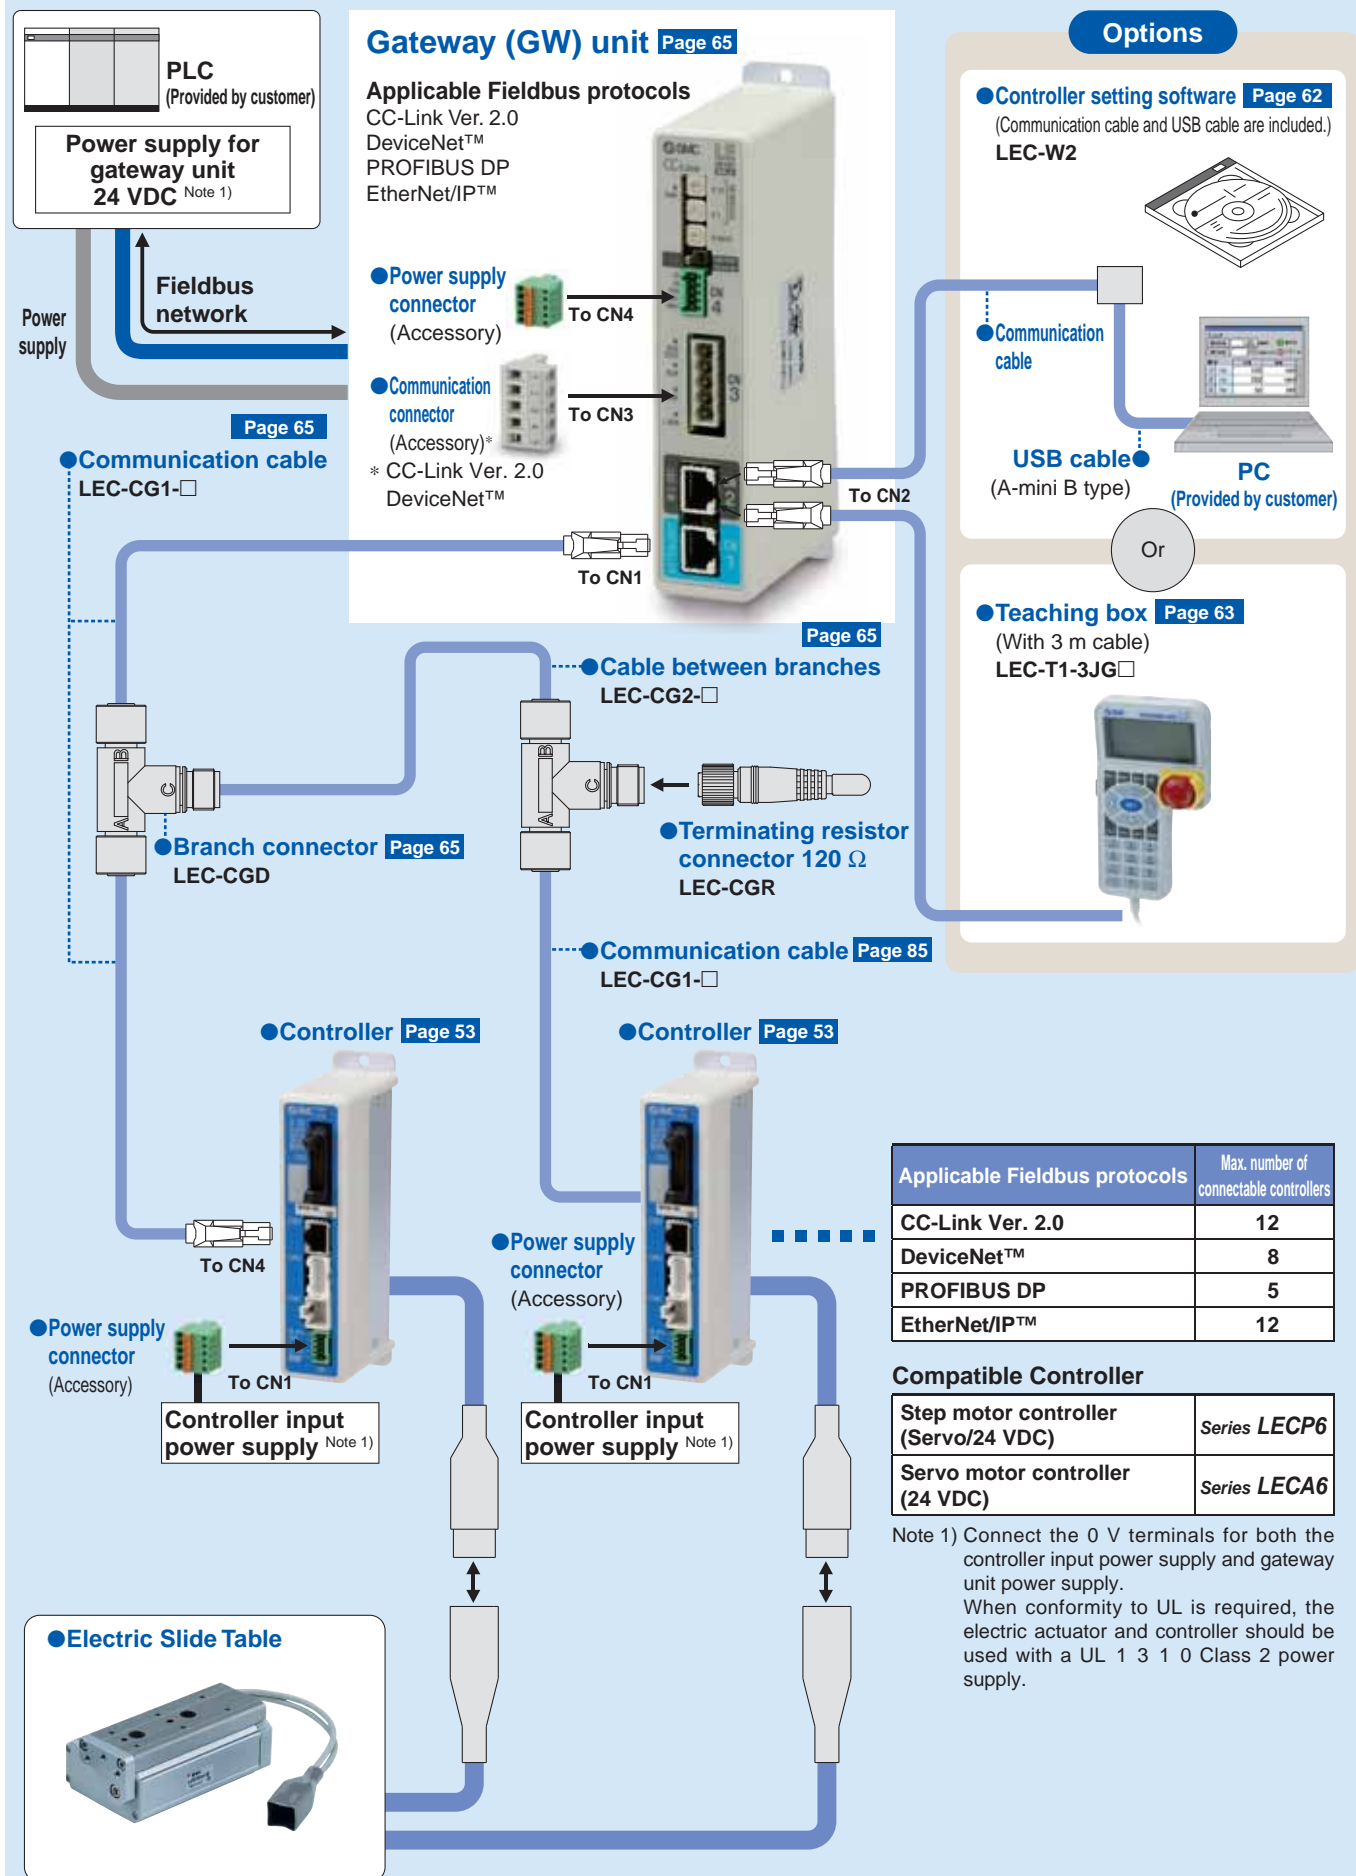 PLC
(Provided by customer)
Power supply for
gateway unit
24 VDC Note 1)
Fieldbus
network
Power
supply
Gateway (GW) unit Page 65
Applicable Fieldbus protocols
CC-Link Ver. 2.0
DeviceNet™
PROFIBUS DP
EtherNet/IP™
●Power supply
connector
(Accessory)
To CN4
●Communication
connector
(Accessory)*
* CC-Link Ver. 2.0
DeviceNet™
To CN3
To CN2
To CN1
Options
●Controller setting software Page 62
(Communication cable and USB cable are included.)
LEC-W2
●Communication
cable
USB cable●
(A-mini B type)
PC
(Provided by customer)
Or
●Teaching box Page 63
(With 3 m cable)
LEC-T1-3JG□
Page 65
●Communication cable
LEC-CG1-□
Page 65
●Cable between branches
LEC-CG2-□
A B C
A B C
●Branch connector Page 65
LEC-CGD
●Terminating resistor
connector 120 Ω
LEC-CGR
●Communication cable Page 85
LEC-CG1-□
●Controller Page 53
●Controller Page 53
To CN4
●Power supply
connector
(Accessory)
To CN1
Controller input
power supply Note 1)
●Power supply
connector
(Accessory)
To CN1
Controller input
power supply Note 1)
●Electric Slide Table
Applicable Fieldbus protocols Max. number of
connectable controllers
CC-Link Ver. 2.0 12
DeviceNet™ 8
PROFIBUS DP 5
EtherNet/IP™ 12
Compatible Controller
Step motor controller
(Servo/24 VDC) Series LECP6
Servo motor controller
(24 VDC) Series LECA6
Note 1) Connect the 0 V terminals for both the
controller input power supply and gateway
unit power supply.
When conformity to UL is required, the
electric actuator and controller should be
used with a UL 1 3 1 0 Class 2 power
supply.